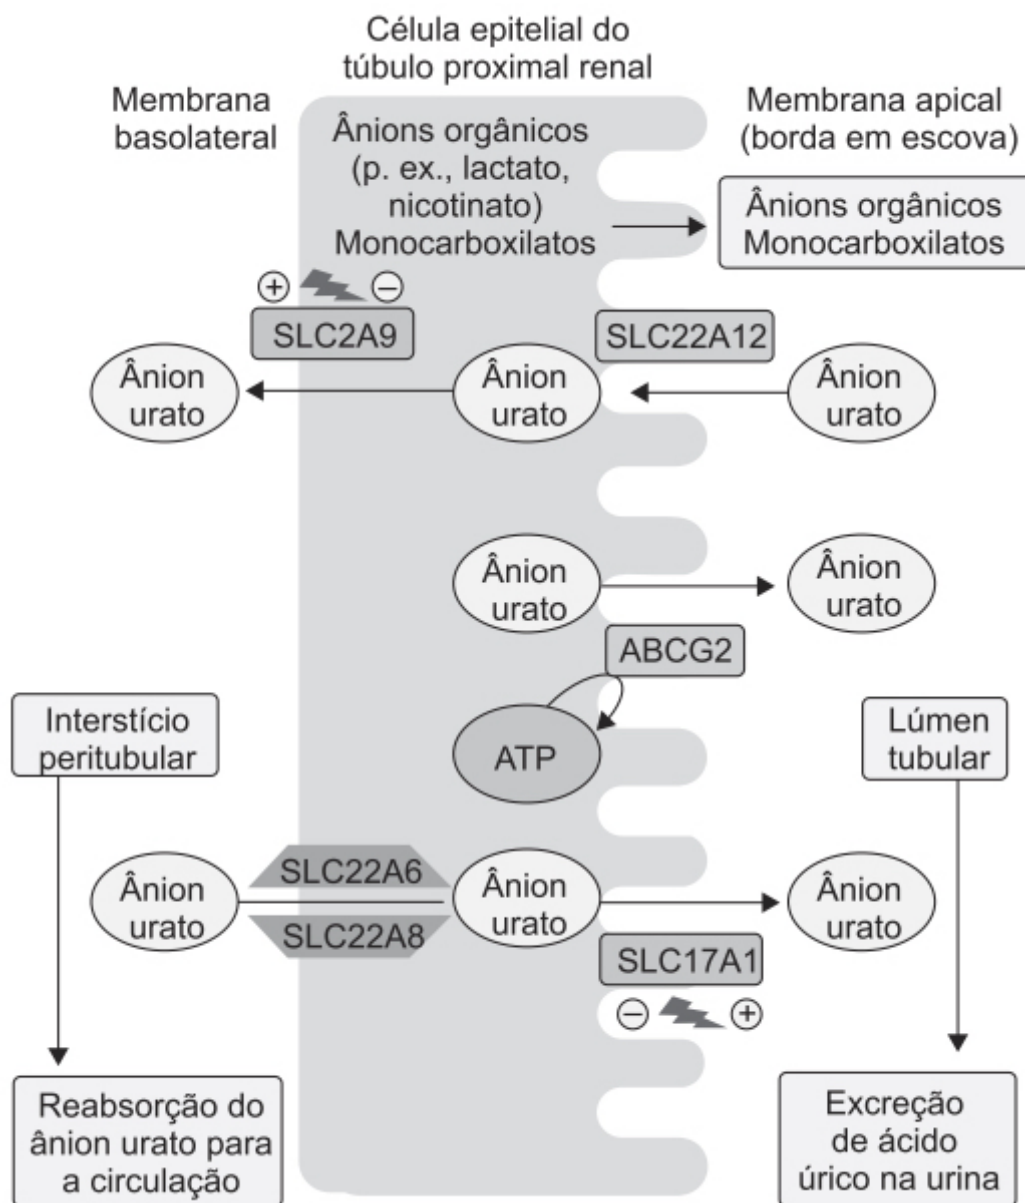 Célula epitelial do
túbulo proximal renal
Membrana
basolateral
Ânions orgânicos
(p. ex., lactato,
nicotinato)
Monocarboxilatos
Membrana apical
(borda em escova)
Ânions orgânicos
Monocarboxilatos
+
−
SLC2A9
SLC22A12
Ânion
urato
Ânion
urato
Ânion
urato
Ânion
urato
Ânion
urato
ABCG2
ATP
Interstício
peritubular
Lúmen
tubular
Ânion
urato
SLC22A6
SLC22A8
Ânion
urato
Ânion
urato
SLC17A1
−
+
Reabsorção do
ânion urato para
a circulação
Excreção
de ácido
úrico na urina